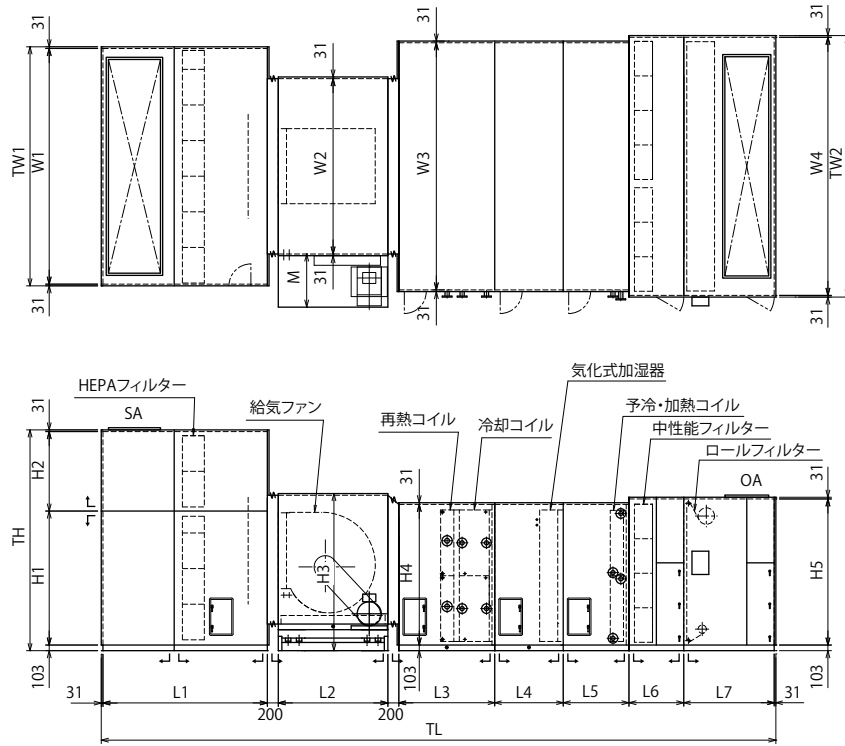 31
31
31
31
TW1
W1
W2
W3
W4
TW2
M
31
31
31
31
気化式加湿器
HEPAフィルター
給気ファン
再熱コイル
冷却コイル
予冷・加熱コイル
中性能フィルター
ロールフィルター
31
SA
31
OA
31
H2
TH
H1
H3
H4
H5
103
103
103
31
L1
200
L2
200
L3
L4
L5
L6
L7
31
TL